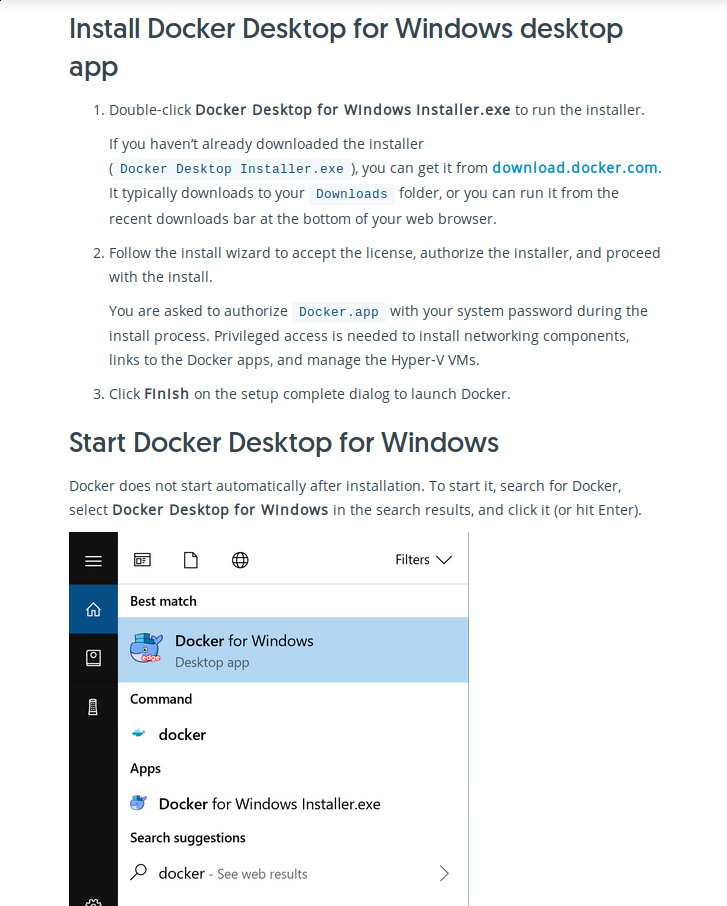 Install Docker Desktop for Windows desktop
app
1. Double-click Docker Desktop for Windows Installer.exe to run the installer.
If you haven’t already downloaded the installer
( Docker Desktop Installer.exe ), you can get it from download.docker.com.
It typically downloads to your Downloads folder, or you can run it from the
recent downloads bar at the bottom of your web browser.
2. Follow the install wizard to accept the license, authorize the installer, and proceed
with the install.
You are asked to authorize Docker.app with your system password during the
install process. Privileged access is needed to install networking components,
links to the Docker apps, and manage the Hyper-V VMs.
3. Click Finish on the setup complete dialog to launch Docker.
Start Docker Desktop for Windows
Docker does not start automatically after installation. To start it, search for Docker,
select Docker Desktop for Windows in the search results, and click it (or hit Enter).
Filters
Best match
edge
Docker for Windows
Desktop app
Command
docker
Apps
Docker for Windows Installer.exe
Search suggestions
docker - See web results